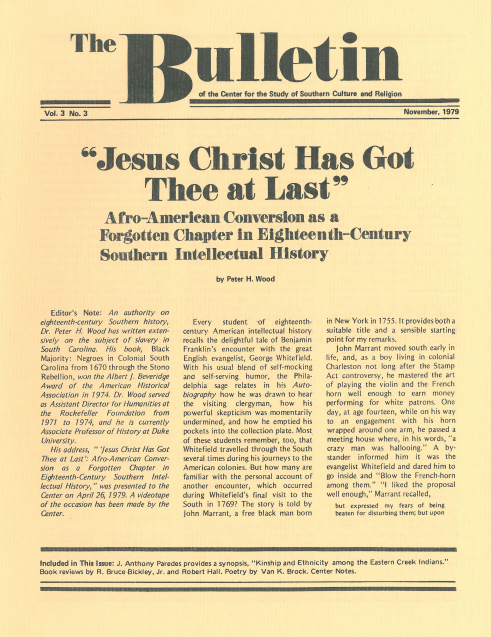 The Bulletin
of the Center for the Study of Southern Culture and Religion
Vol. 3 No. 3
November, 1979
"Jesus Christ Has Got
Thee at Last"
Afro-American Conversion as a
Forgotten Chapter in Eighteenth-Century
Southern Intellectual History
by Peter H. Wood
Editor's Note: An authority on
eighteenth-century Southern history,
Dr. Peter H. Wood has written exten-
sively on the subject of slavery in
South Carolina. His book, Black
Majority: Negroes in Colonial South
Carolina from 1670 through the Stono
Rebellion, won the Albert J. Beveridge
Award of the American Historical
Association in 1974. Dr. Wood served
as Assistant Director for Humanities at
the Rockefeller Foundation from
1971 to 1974, and he is currently
Associate Professor of History at Duke
University.
His address, " 'Jesus Christ Has Got
Thee at Last': Afro-American Conver-
sion as a Forgotten Chapter in
Eighteenth-Century Southern Intel-
lectual History," was presented to the
Center on April 26, 1979. A videotape
of the occasion has been made by the
Center.
Every student of eighteenth-
century American intellectual history
recalls the delightful tale of Benjamin
Franklin's encounter with the great
English evangelist, George Whitefield.
With his usual blend of self-mocking
and self-serving humor, the Phila-
delphia sage relates in his Auto-
biography how he was drawn to hear
the visiting clergyman, how his
powerful skepticism was momentarily
undermined, and how he emptied his
pockets into the collection plate. Most
of these students remember, too, that
Whitefield travelled through the South
several times during his journeys to the
American colonies. But how many are
familiar with the personal account of
another encounter, which occurred
during Whitefield's final visit to the
South in 1769? The story is told by
John Marrant, a free black man born
in New York in 1755. It provides both a
suitable title and a sensible starting
point for my remarks.
John Marrant moved south early in
life, and, as a boy living in colonial
Charleston not long after the Stamp
Act controversy, he mastered the art
of playing the violin and the French
horn well enough to earn money
performing for white patrons. One
day, at age fourteen, while on his way
to an engagement with his horn
wrapped around one arm, he passed a
meeting house where, in his words, "a
crazy man was hallooing." A by-
stander informed him it was the
evangelist Whitefield and dared him to
go inside and "Blow the French-horn
among them." "I liked the proposal
well enough," Marrant recalled,
but expressed my fears of being
beaten for disturbing them; but upon
Included in This Issue: J. Anthony Paredes provides a synopsis, "Kinship and Ethnicity among the Eastern Creek Indians."
Book reviews by R. Bruce Bickley, Jr. and Robert Hall. Poetry by Van K. Brock. Center Notes.